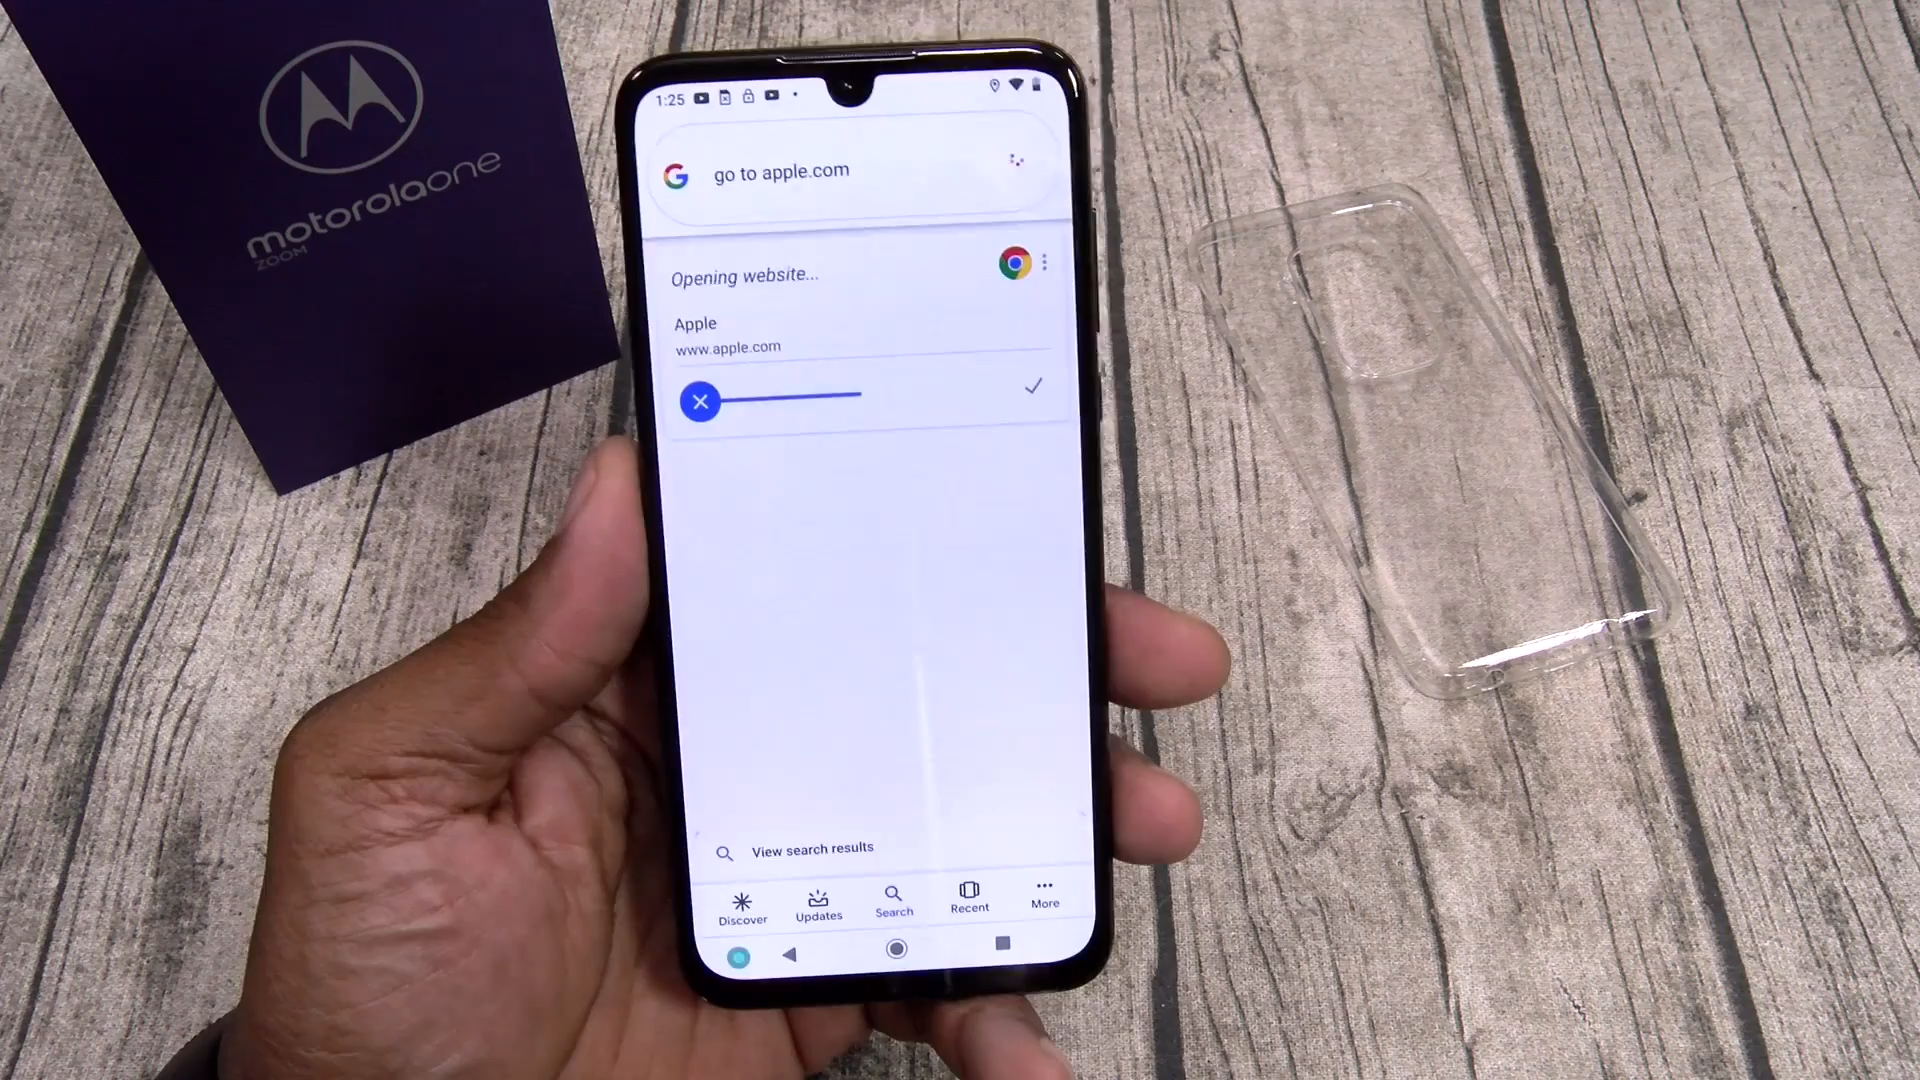 motorola one
ZOOM
1:25
go to apple.com
Opening website...
Apple
www.apple.com
View search results
Discover
Updates
Search
Recent
More